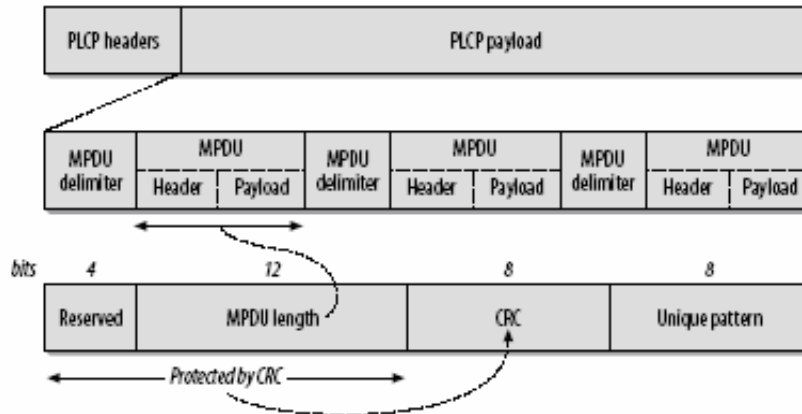 PLCP headers PLCP payload
MPDU delimiter MPDU MPDU delimiter MPDU MPDU delimiter MPDU
Header Payload Header Payload Header Payload
bits 4 12 8 8
Reserved MPDU length CRC Unique pattern
Protected by CRC